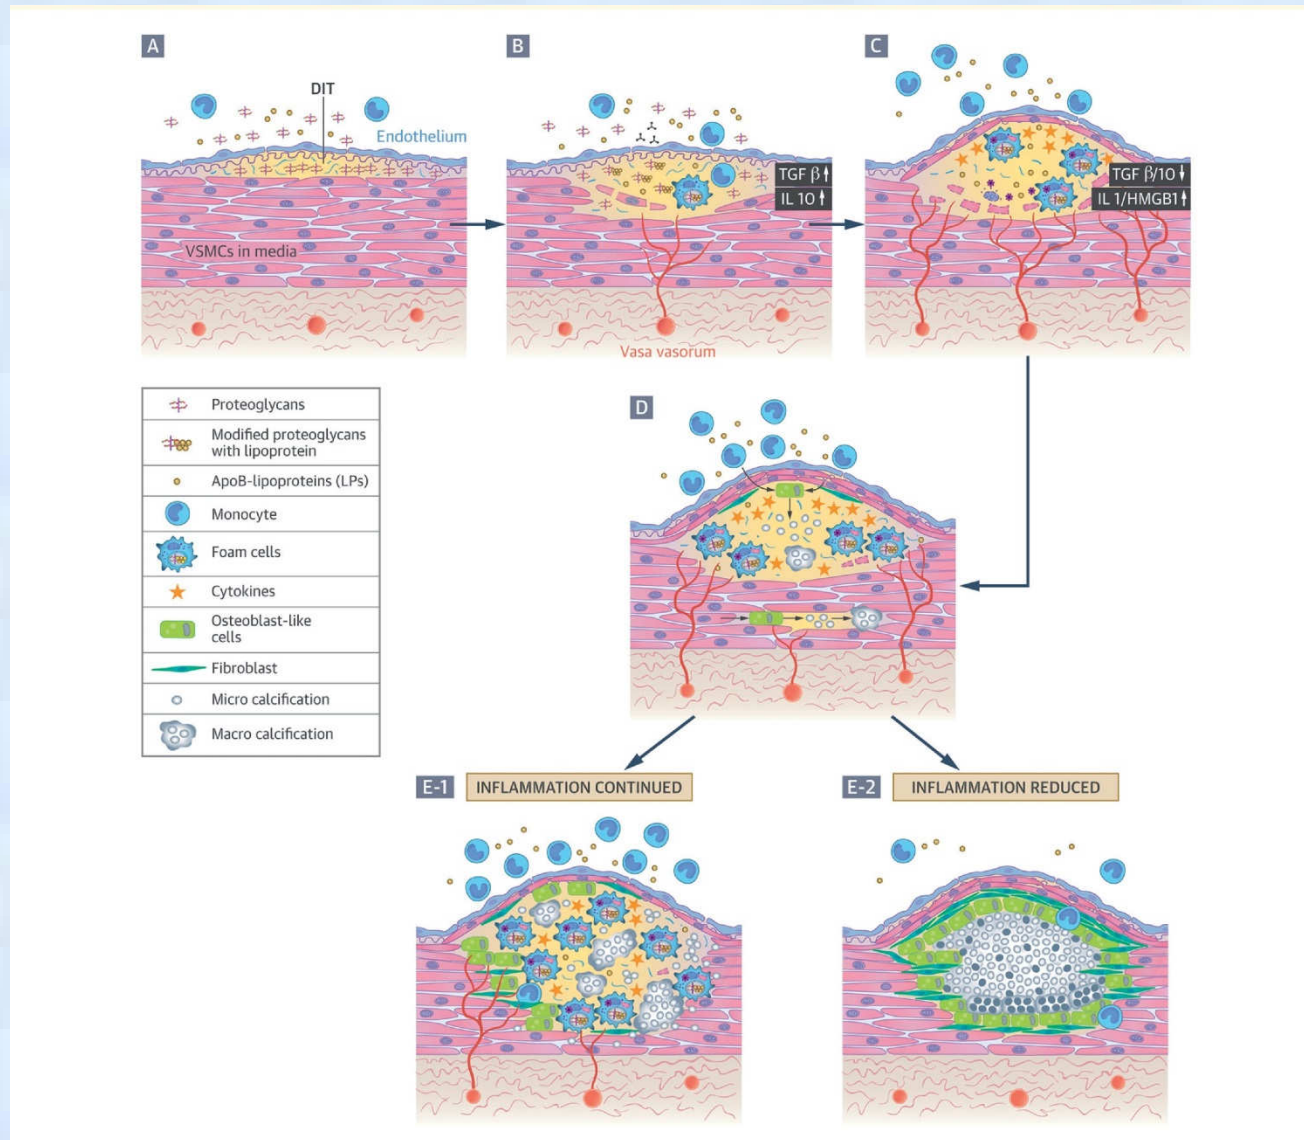 A
B
C
DIT
Endothelium
TGF β↑
IL 10↑
TGF β/10↓
IL 1/HMGB1↑
VSMCs in media
Vasa vasorum
Proteoglycans
Modified proteoglycans
with lipoprotein
ApoB-lipoproteins (LPs)
Monocyte
Foam cells
Cytokines
Osteoblast-like
cells
Fibroblast
Micro calcification
Macro calcification
D
E-1 INFLAMMATION CONTINUED
E-2 INFLAMMATION REDUCED